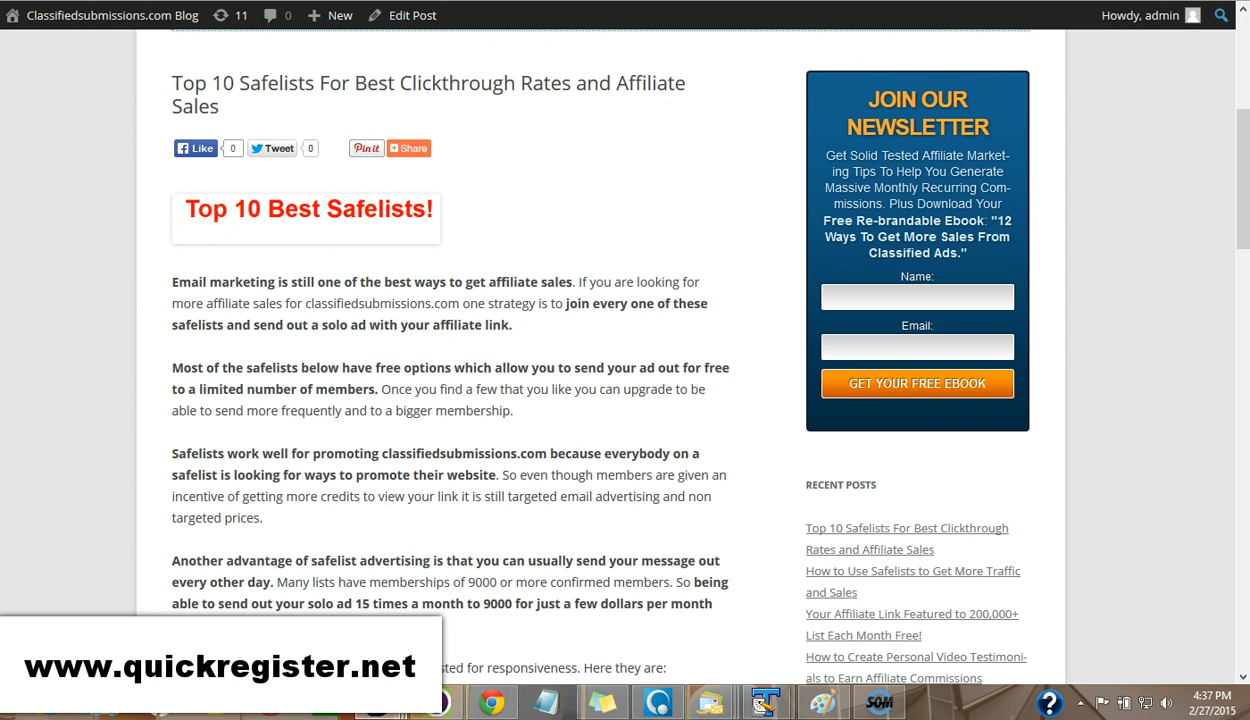 Classifiedsubmissions.com Blog 11 0 New Edit Post Howdy, admin
Top 10 Safelists For Best Clickthrough Rates and Affiliate
Sales
Like 0 Tweet 0 Pin it Share
Top 10 Best Safelists!
Email marketing is still one of the best ways to get affiliate sales. If you are looking for
more affiliate sales for classifiedsubmissions.com one strategy is to join every one of these
safelists and send out a solo ad with your affiliate link.
Most of the safelists below have free options which allow you to send your ad out for free
to a limited number of members. Once you find a few that you like you can upgrade to be
able to send more frequently and to a bigger membership.
Safelists work well for promoting classifiedsubmissions.com because everybody on a
safelist is looking for ways to promote their website. So even though members are given an
incentive of getting more credits to view your link it is still targeted email advertising and non
targeted prices.
Another advantage of safelist advertising is that you can usually send your message out
every other day. Many lists have memberships of 9000 or more confirmed members. So being
able to send out your solo ad 15 times a month to 9000 for just a few dollars per month
sted for responsiveness. Here they are:
JOIN OUR
NEWSLETTER
Get Solid Tested Affiliate Market-
ing Tips To Help You Generate
Massive Monthly Recurring Com-
missions. Plus Download Your
Free Re-brandable Ebook: "12
Ways To Get More Sales From
Classified Ads."
Name:
Email:
GET YOUR FREE EBOOK
RECENT POSTS
Top 10 Safelists For Best Clickthrough
Rates and Affiliate Sales
How to Use Safelists to Get More Traffic
and Sales
Your Affiliate Link Featured to 200,000+
List Each Month Free!
How to Create Personal Video Testimoni-
als to Earn Affiliate Commissions
www.quickregister.net
SOM
4:37 PM
2/27/2015